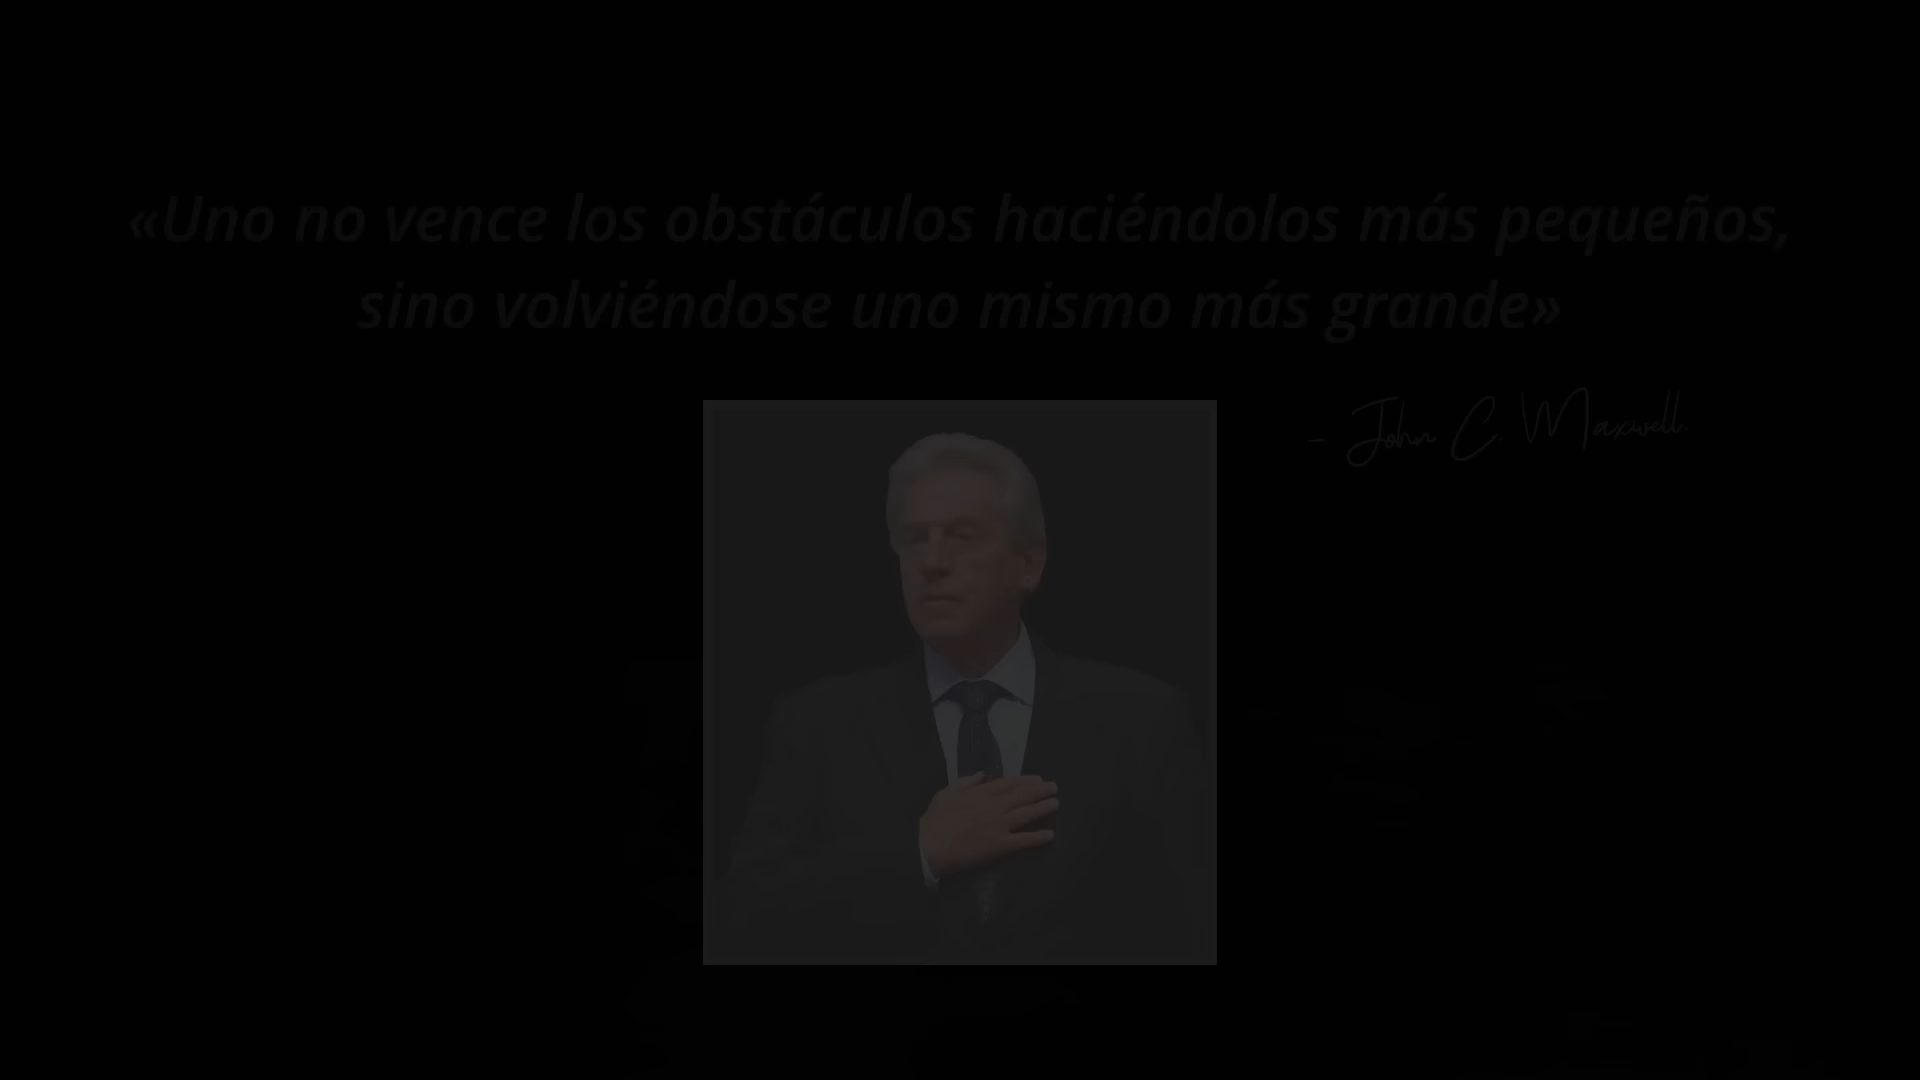 «Uno no vence los obstáculos haciéndolos más pequeños,
sino volviéndose uno mismo más grande»
- John C. Maxwell.